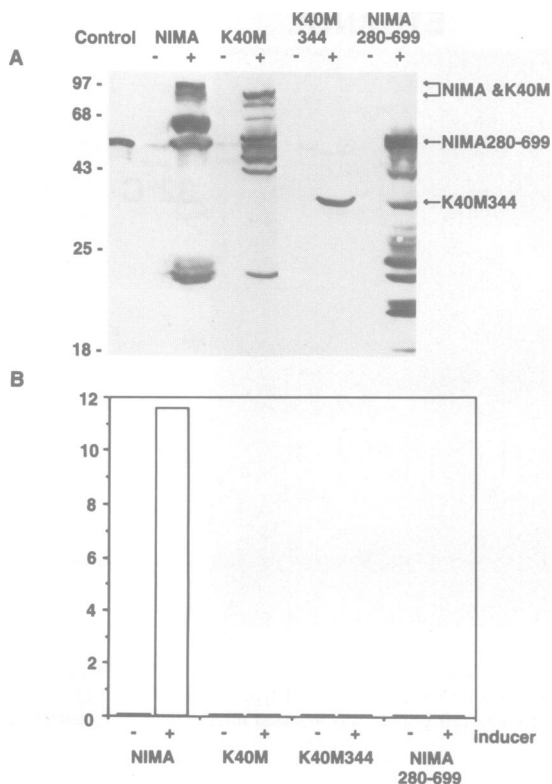 A
Control NIMA K40M K40M 344 NIMA 280-699
- + - + - + - +
97 -
68 -
43 -
25 -
18 -
NIMA &K40M
NIMA280-699
K40M344
B
12
10
8
6
4
2
0
- + - + - + - + inducer
NIMA K40M K40M344 NIMA
280-699